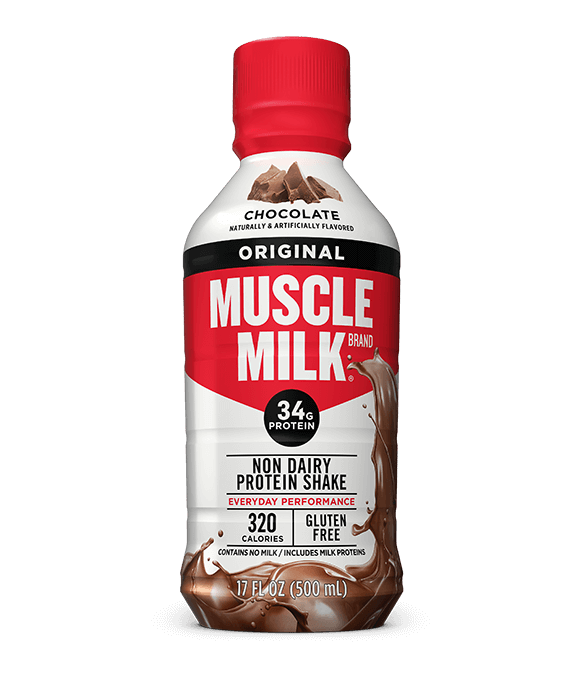 CHOCOLATE
NATURALLY & ARTIFICIALLY FLAVORED
ORIGINAL
MUSCLE
MILK® BRAND
34G
PROTEIN
NON DAIRY
PROTEIN SHAKE
EVERYDAY PERFORMANCE
320
CALORIES
GLUTEN
FREE
CONTAINS NO MILK / INCLUDES MILK PROTEINS
17 FL OZ (500 mL)